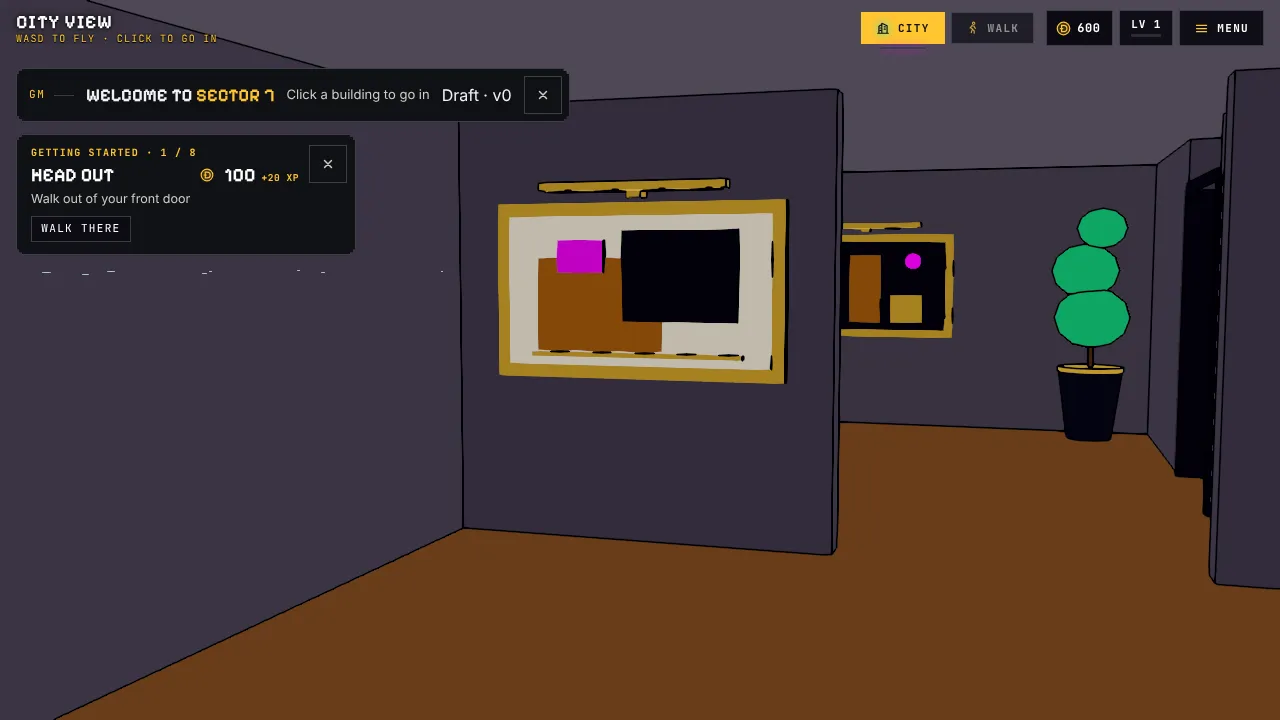 CITY VIEW
WASD TO FLY · CLICK TO GO IN
CITY
WALK
600
LV 1
MENU
GM
WELCOME TO SECTOR 7 Click a building to go in Draft · v0
GETTING STARTED · 1 / 8
HEAD OUT 100 +20 XP
Walk out of your front door
WALK THERE